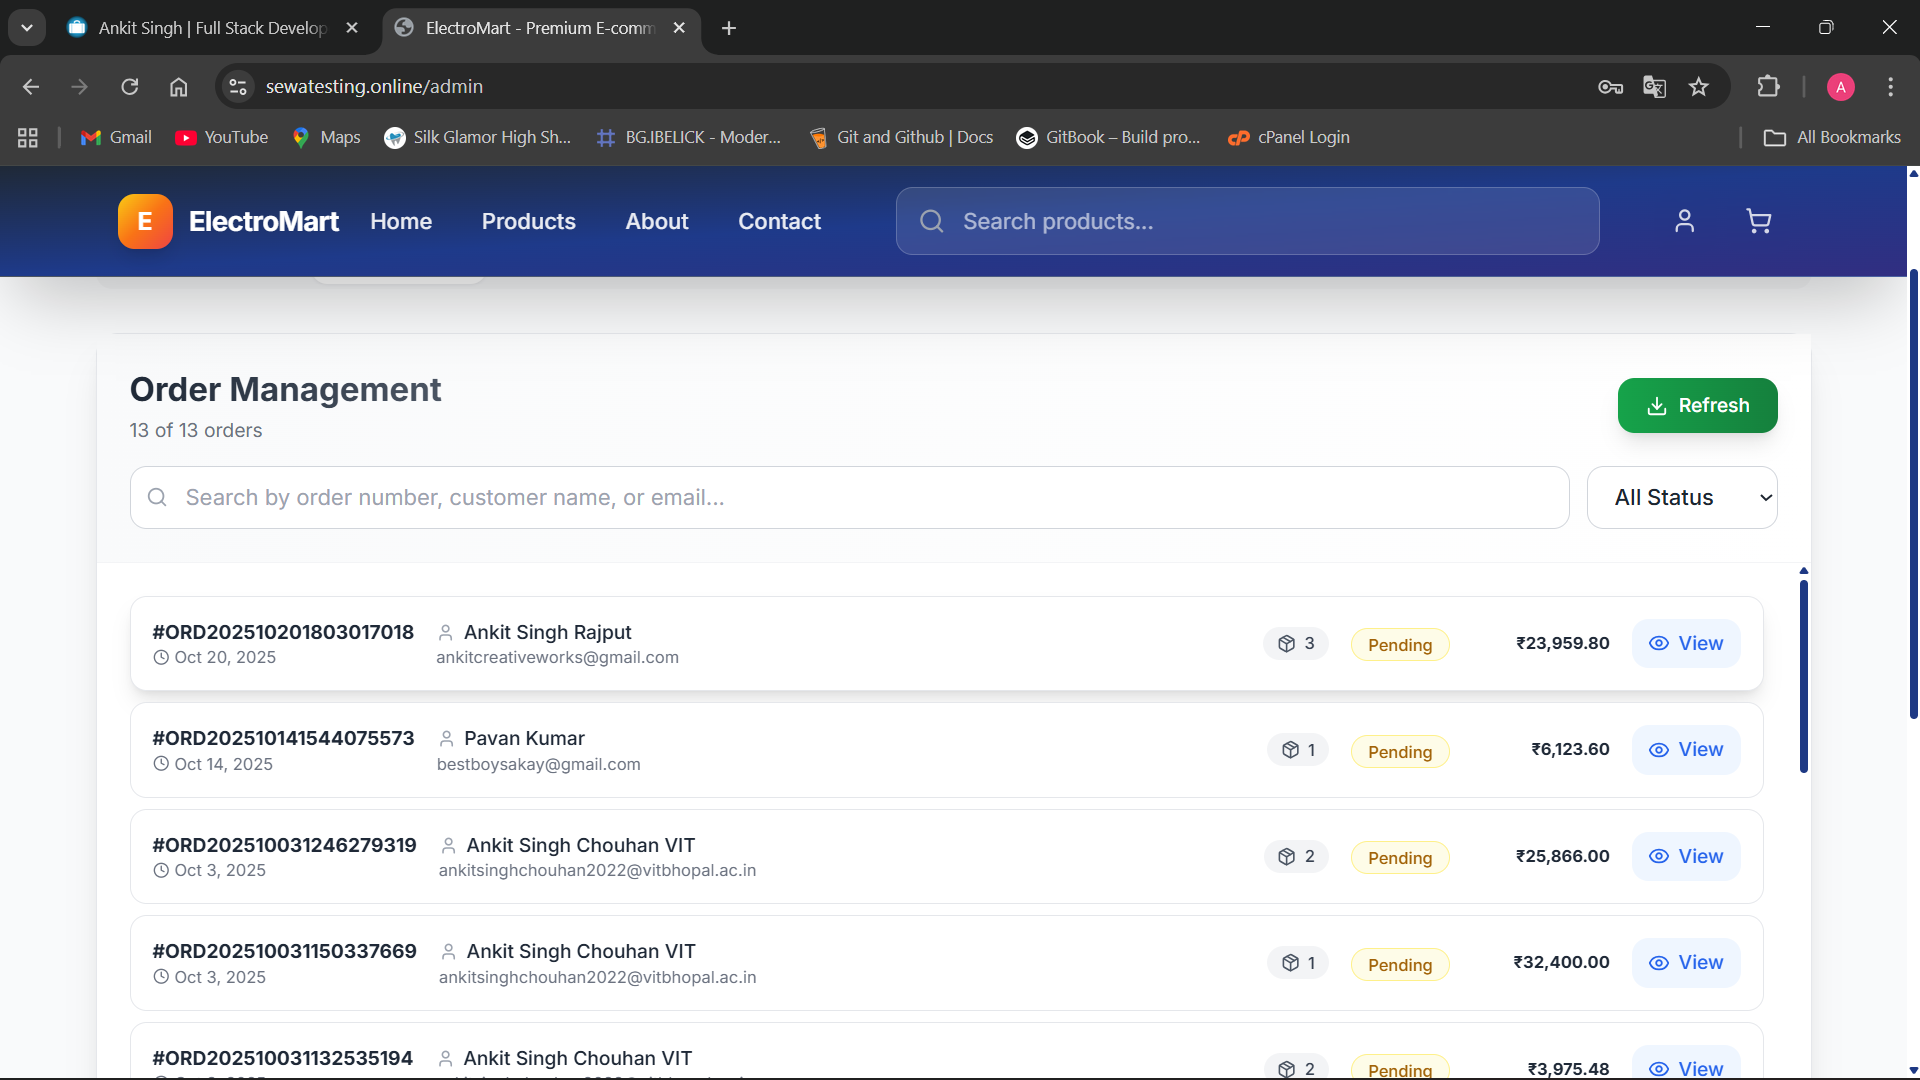 Ankit Singh | Full Stack Develop
ElectroMart - Premium E-comm
sewatesting.online/admin
A
Gmail
YouTube
Maps
Silk Glamor High Sh...
BG.IBELICK - Moder...
Git and Github | Docs
GitBook – Build pro...
cPanel Login
All Bookmarks
E
ElectroMart
Home
Products
About
Contact
Search products...
Order Management
13 of 13 orders
Refresh
Search by order number, customer name, or email...
All Status
#ORD202510201803017018
Ankit Singh Rajput
3
Pending
₹23,959.80
View
Oct 20, 2025
ankitcreativeworks@gmail.com
#ORD202510141544075573
Pavan Kumar
1
Pending
₹6,123.60
View
Oct 14, 2025
bestboysakay@gmail.com
#ORD202510031246279319
Ankit Singh Chouhan VIT
2
Pending
₹25,866.00
View
Oct 3, 2025
ankitsinghchouhan2022@vitbhopal.ac.in
#ORD202510031150337669
Ankit Singh Chouhan VIT
1
Pending
₹32,400.00
View
Oct 3, 2025
ankitsinghchouhan2022@vitbhopal.ac.in
#ORD202510031132535194
Ankit Singh Chouhan VIT
2
Pending
₹3,975.48
View